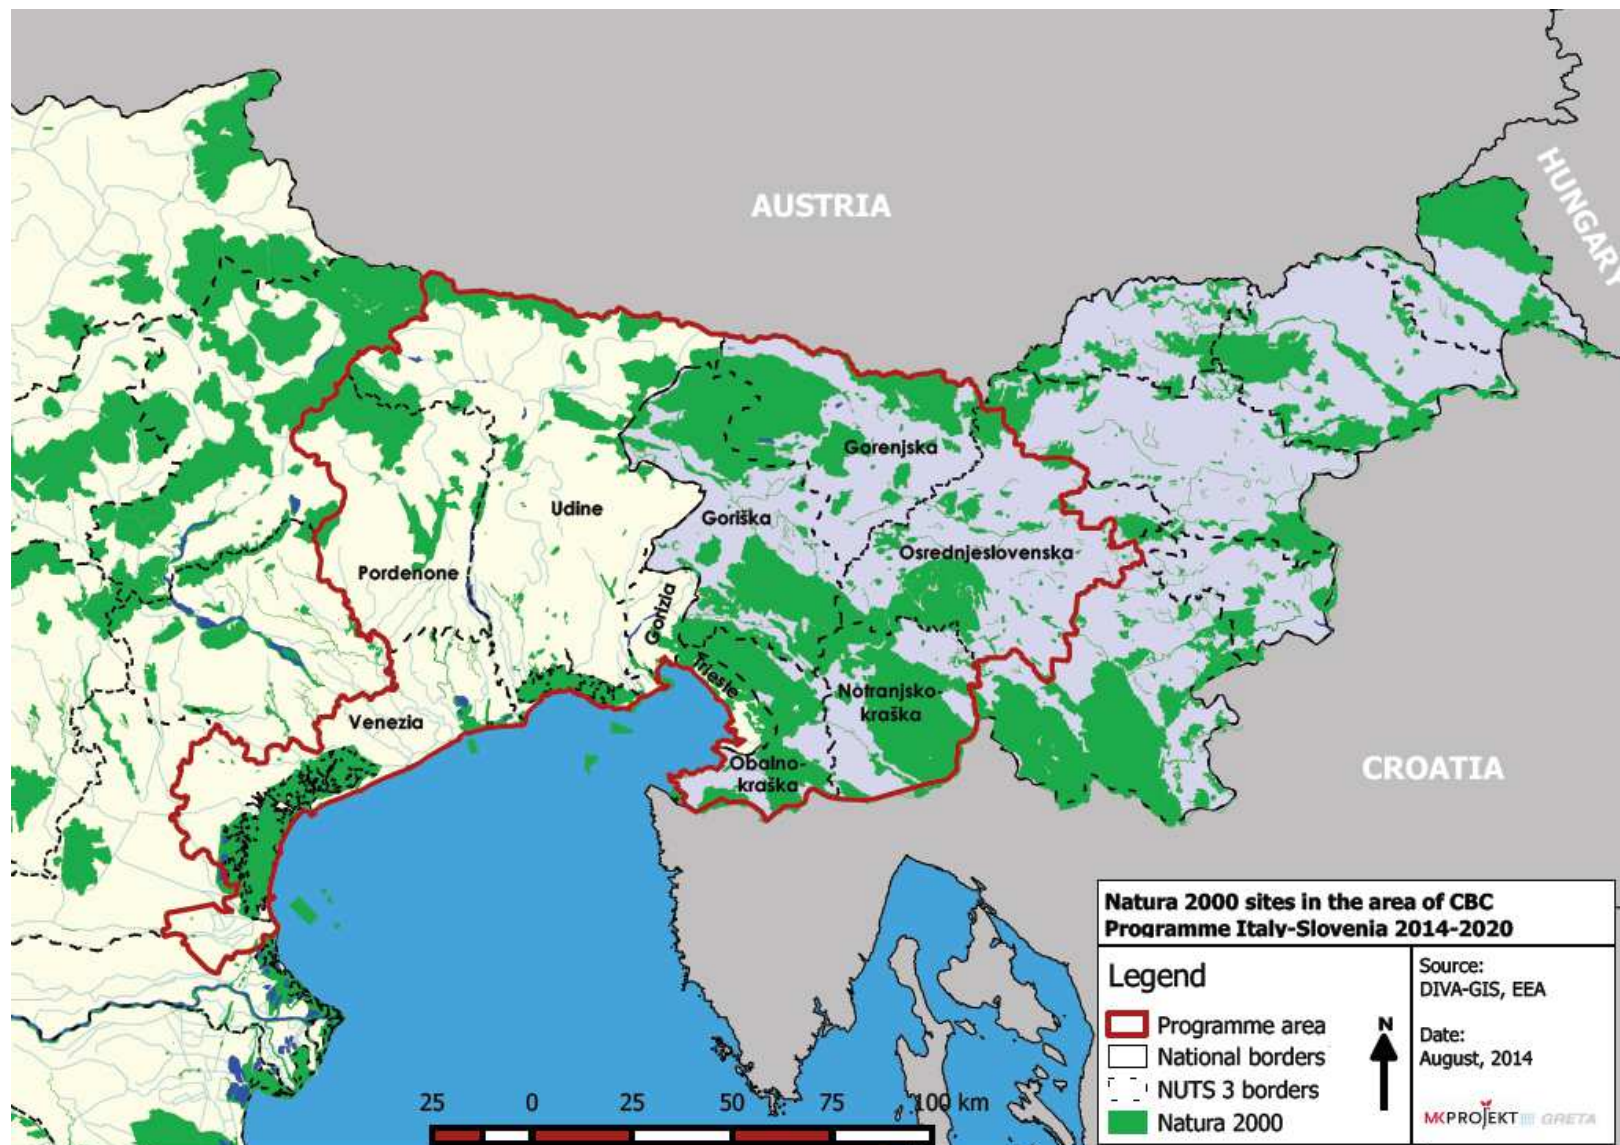 AUSTRIA
HUNGARY
Gorenjska
Udine
Goriška
Osrednjeslovenska
Pordenone
Gorizia
Trieste
Notranjsko-
kraška
Venezia
Obalno-
kraška
CROATIA
Natura 2000 sites in the area of CBC
Programme Italy-Slovenia 2014-2020
Legend
Programme area
National borders
NUTS 3 borders
Natura 2000
N
Source:
DIVA-GIS, EEA
Date:
August, 2014
MKPROJEKT GRETA
25 0 25 50 75 100 km